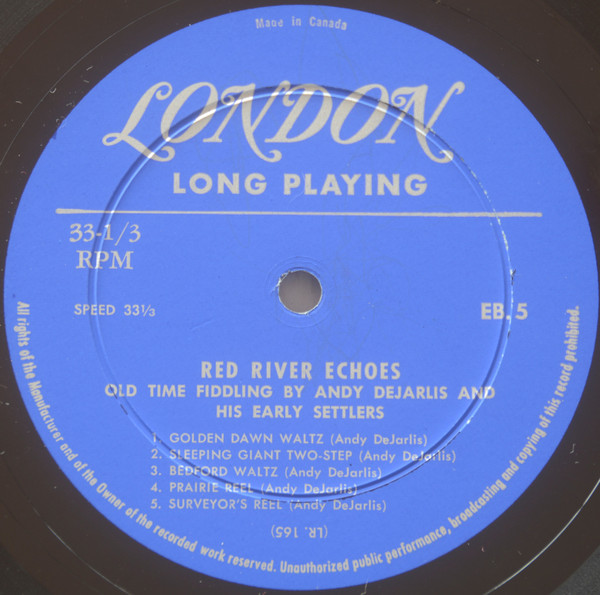 Made in Canada
LONDON
LONG PLAYING
33-1/3
RPM
SPEED 33⅓
EB. 5
RED RIVER ECHOES
OLD TIME FIDDLING BY ANDY DEJARLIS AND
HIS EARLY SETTLERS
1. GOLDEN DAWN WALTZ (Andy DeJarlis)
2. SLEEPING GIANT TWO-STEP (Andy DeJarlis)
3. BEDFORD WALTZ (Andy DeJarlis)
4. PRAIRIE REEL (Andy DeJarlis)
5. SURVEYOR'S REEL (Andy DeJarlis)
(LR. 165)
All rights of the Manufacturer and of the Owner of the recorded work reserved. Unauthorized public performance, broadcasting and copying of this record prohibited.